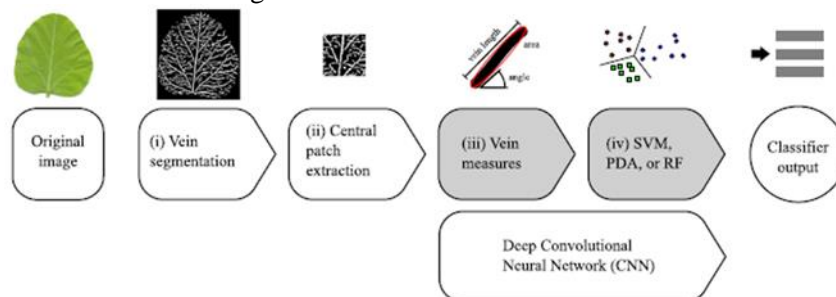 vein length
area
angle
Original
image
(i) Vein
segmentation
(ii) Central
patch
extraction
(iii) Vein
measures
(iv) SVM,
PDA, or RF
Classifier
output
Deep Convolutional
Neural Network (CNN)